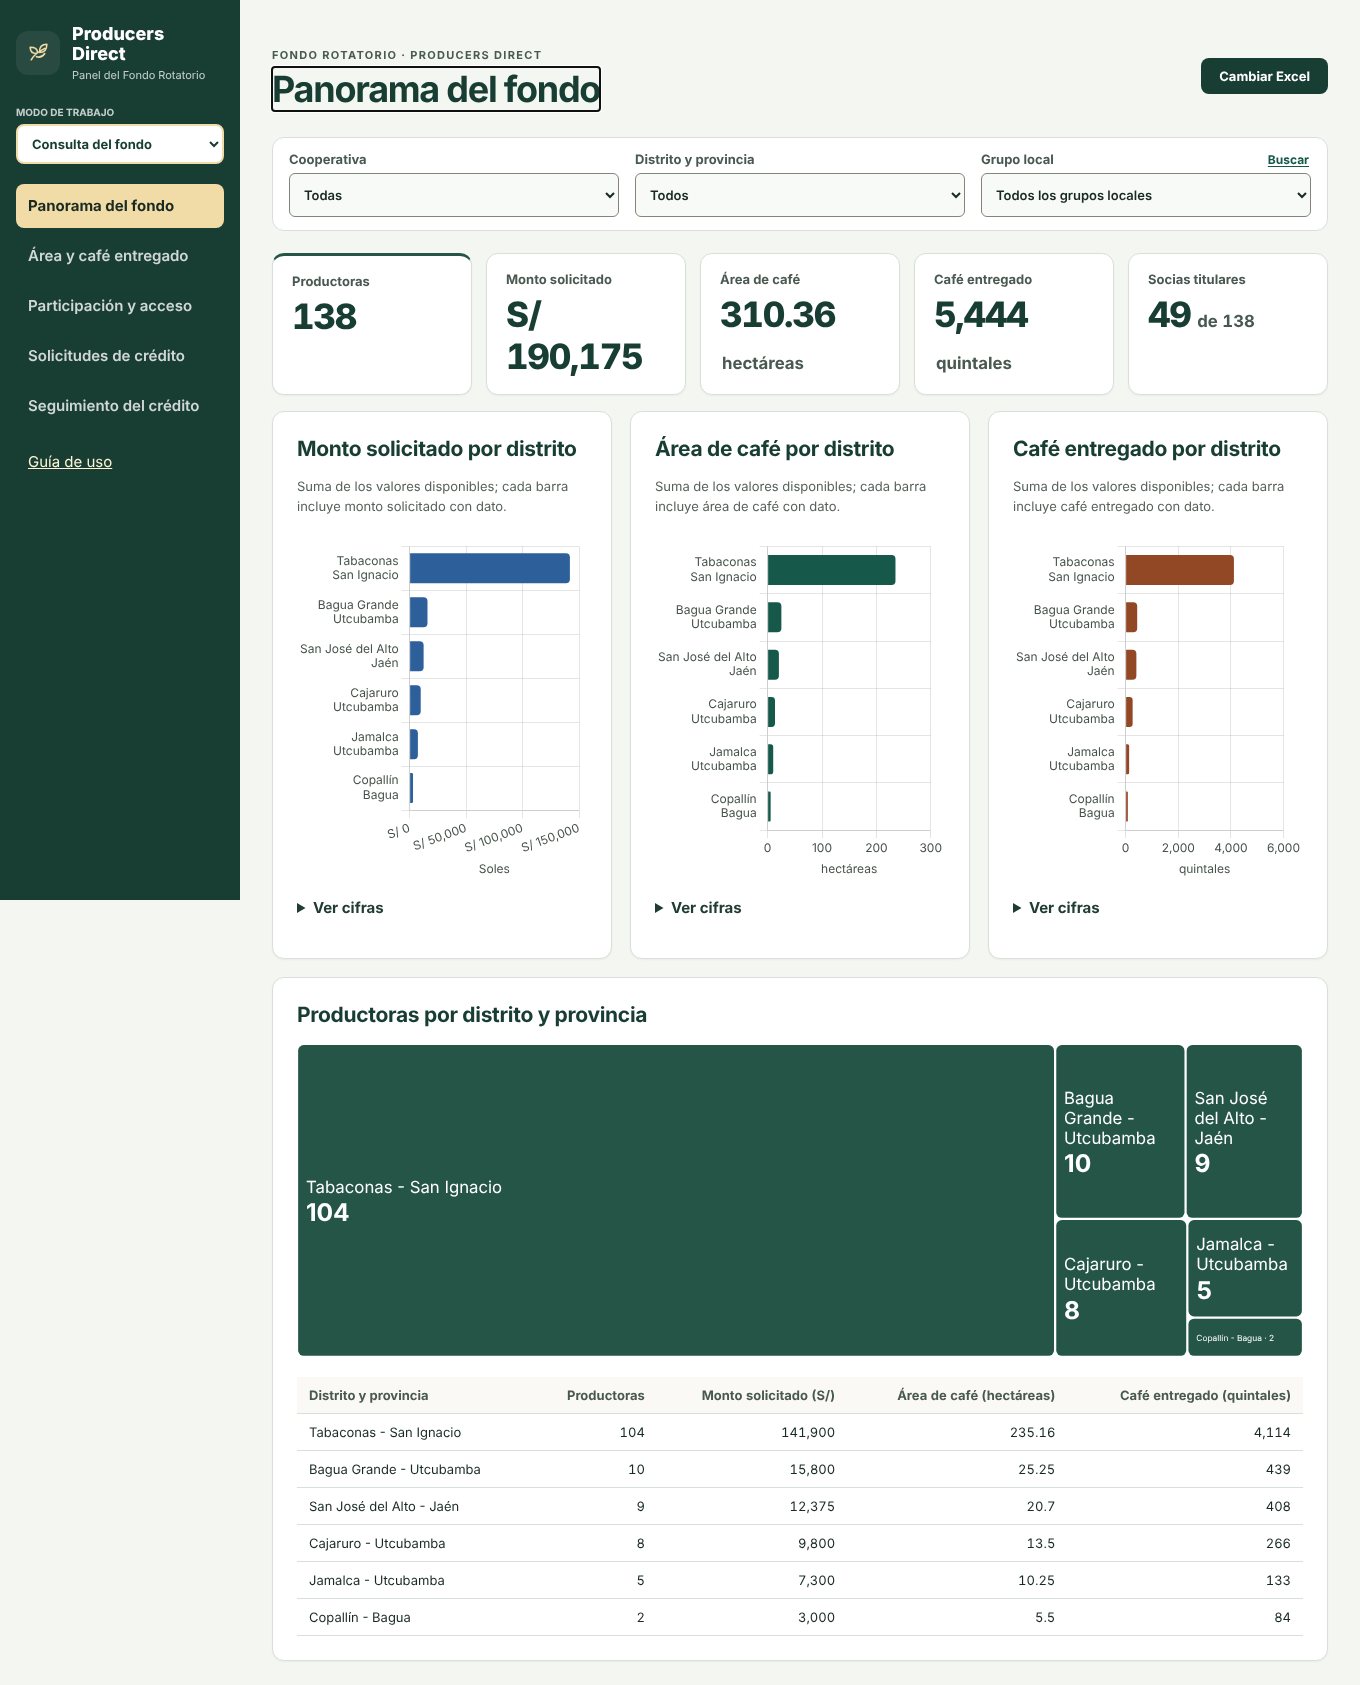 Producers
Direct
Panel del Fondo Rotatorio
MODO DE TRABAJO
Consulta del fondo
Panorama del fondo
Área y café entregado
Participación y acceso
Solicitudes de crédito
Seguimiento del crédito
Guía de uso
FONDO ROTATORIO · PRODUCERS DIRECT
Panorama del fondo
Cambiar Excel
Cooperativa
Todas
Distrito y provincia
Todos
Grupo local
Buscar
Todos los grupos locales
Productoras
138
Monto solicitado
S/
190,175
Área de café
310.36
hectáreas
Café entregado
5,444
quintales
Socias titulares
49 de 138
Monto solicitado por distrito
Suma de los valores disponibles; cada barra
incluye monto solicitado con dato.
Tabaconas
San Ignacio
Bagua Grande
Utcubamba
San José del Alto
Jaén
Cajaruro
Utcubamba
Jamalca
Utcubamba
Copallín
Bagua
S/ 0
S/ 50,000
S/ 100,000
S/ 150,000
Soles
Ver cifras
Área de café por distrito
Suma de los valores disponibles; cada barra
incluye área de café con dato.
Tabaconas
San Ignacio
Bagua Grande
Utcubamba
San José del Alto
Jaén
Cajaruro
Utcubamba
Jamalca
Utcubamba
Copallín
Bagua
0 100 200 300
hectáreas
Ver cifras
Café entregado por distrito
Suma de los valores disponibles; cada barra
incluye café entregado con dato.
Tabaconas
San Ignacio
Bagua Grande
Utcubamba
San José del Alto
Jaén
Cajaruro
Utcubamba
Jamalca
Utcubamba
Copallín
Bagua
0 2,000 4,000 6,000
quintales
Ver cifras
Productoras por distrito y provincia
Tabaconas - San Ignacio
104
Bagua
Grande -
Utcubamba
10
San José
del Alto -
Jaén
9
Cajaruro -
Utcubamba
8
Jamalca -
Utcubamba
5
Copallín - Bagua · 2
Distrito y provincia Productoras Monto solicitado (S/) Área de café (hectáreas) Café entregado (quintales)
Tabaconas - San Ignacio 104 141,900 235.16 4,114
Bagua Grande - Utcubamba 10 15,800 25.25 439
San José del Alto - Jaén 9 12,375 20.7 408
Cajaruro - Utcubamba 8 9,800 13.5 266
Jamalca - Utcubamba 5 7,300 10.25 133
Copallín - Bagua 2 3,000 5.5 84